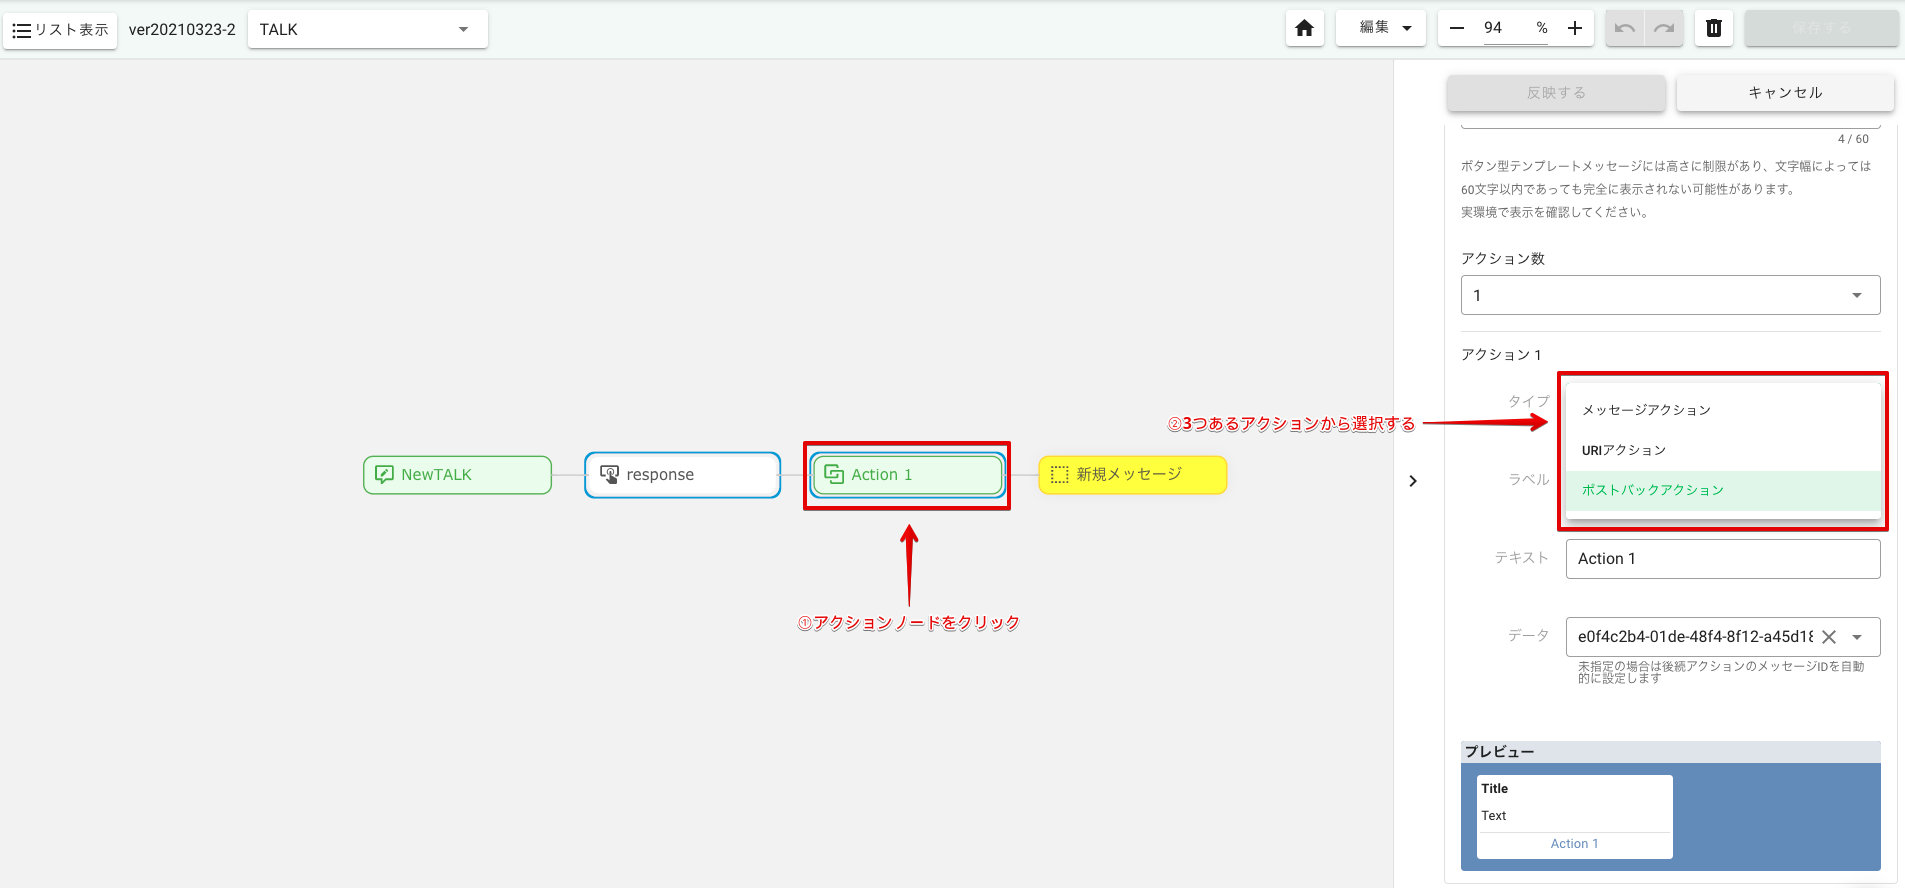 リスト表示
ver20210323-2
TALK
編集
94 %
保存する
反映する
キャンセル
4 / 60
ボタン型テンプレートメッセージには高さに制限があり、文字幅によっては
60文字以内であっても完全に表示されない可能性があります。
実環境で表示を確認してください。
アクション数
1
アクション 1
タイプ
メッセージアクション
URIアクション
ポストバックアクション
②3つあるアクションから選択する
ラベル
NewTALK
response
Action 1
新規メッセージ
①アクションノードをクリック
テキスト
Action 1
データ
e0f4c2b4-01de-48f4-8f12-a45d18
未指定の場合は後続アクションのメッセージIDを自動
的に設定します
プレビュー
Title
Text
Action 1